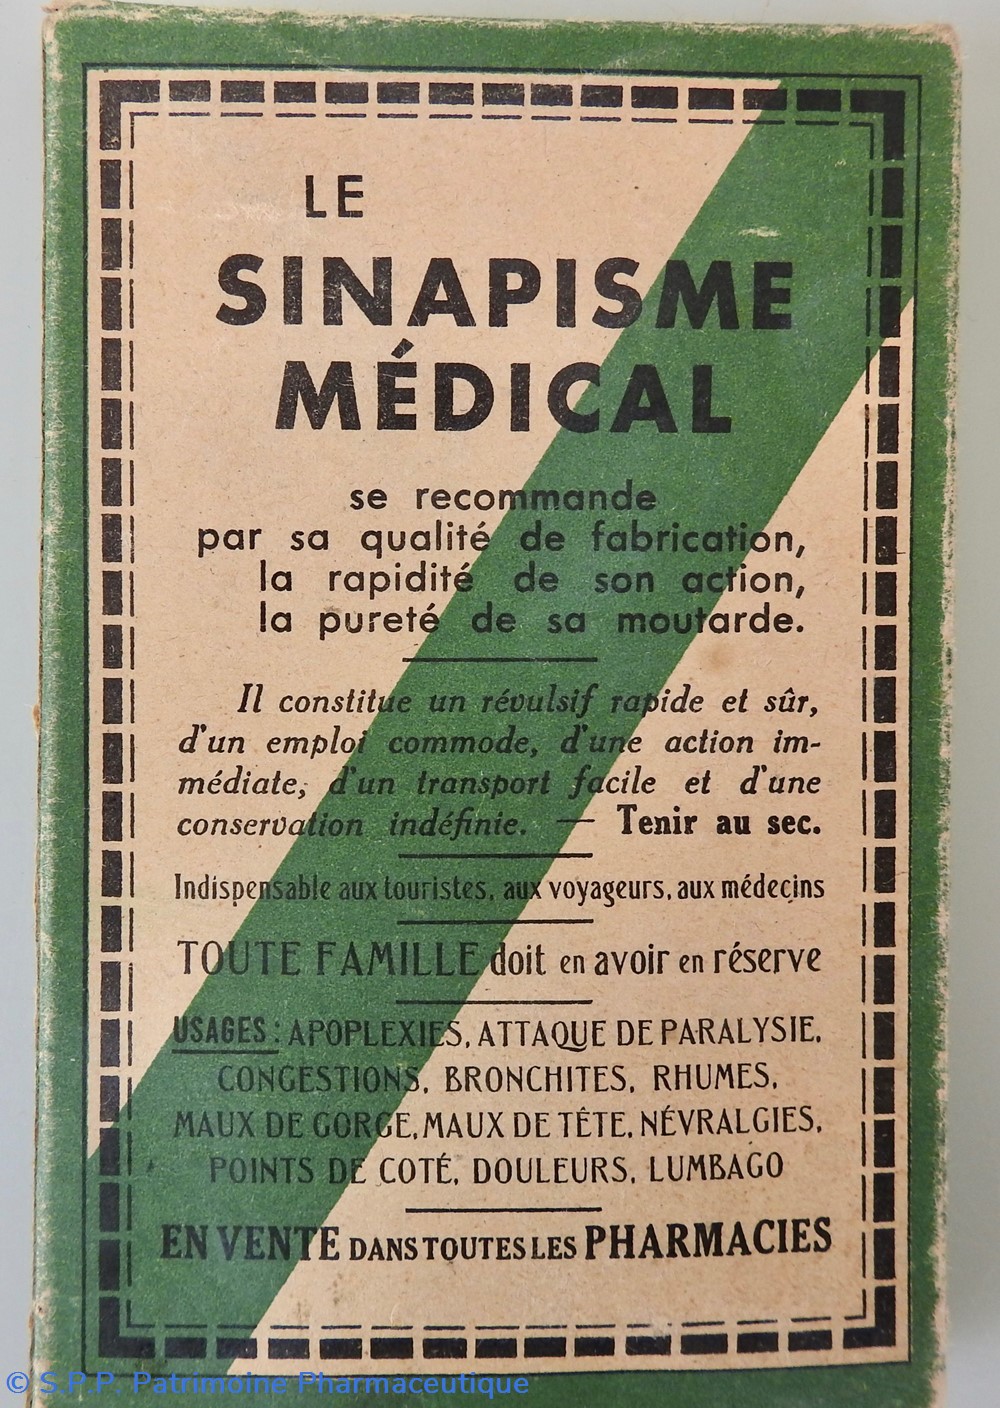 LE
SINAPISME
MÉDICAL
se recommande
par sa qualité de fabrication,
la rapidité de son action,
la pureté de sa moutarde.
Il constitue un révulsif rapide et sûr,
d'un emploi commode, d'une action im-
médiate, d'un transport facile et d'une
conservation indéfinie. — Tenir au sec.
Indispensable aux touristes, aux voyageurs, aux médecins
TOUTE FAMILLE doit en avoir en réserve
USAGES : APOPLEXIES, ATTAQUE DE PARALYSIE,
CONGESTIONS, BRONCHITES, RHUMES,
MAUX DE GORGE, MAUX DE TÊTE, NÉVRALGIES,
POINTS DE COTÉ, DOULEURS, LUMBAGO
EN VENTE DANS TOUTES LES PHARMACIES
© S.P.P. Patrimoine Pharmaceutique